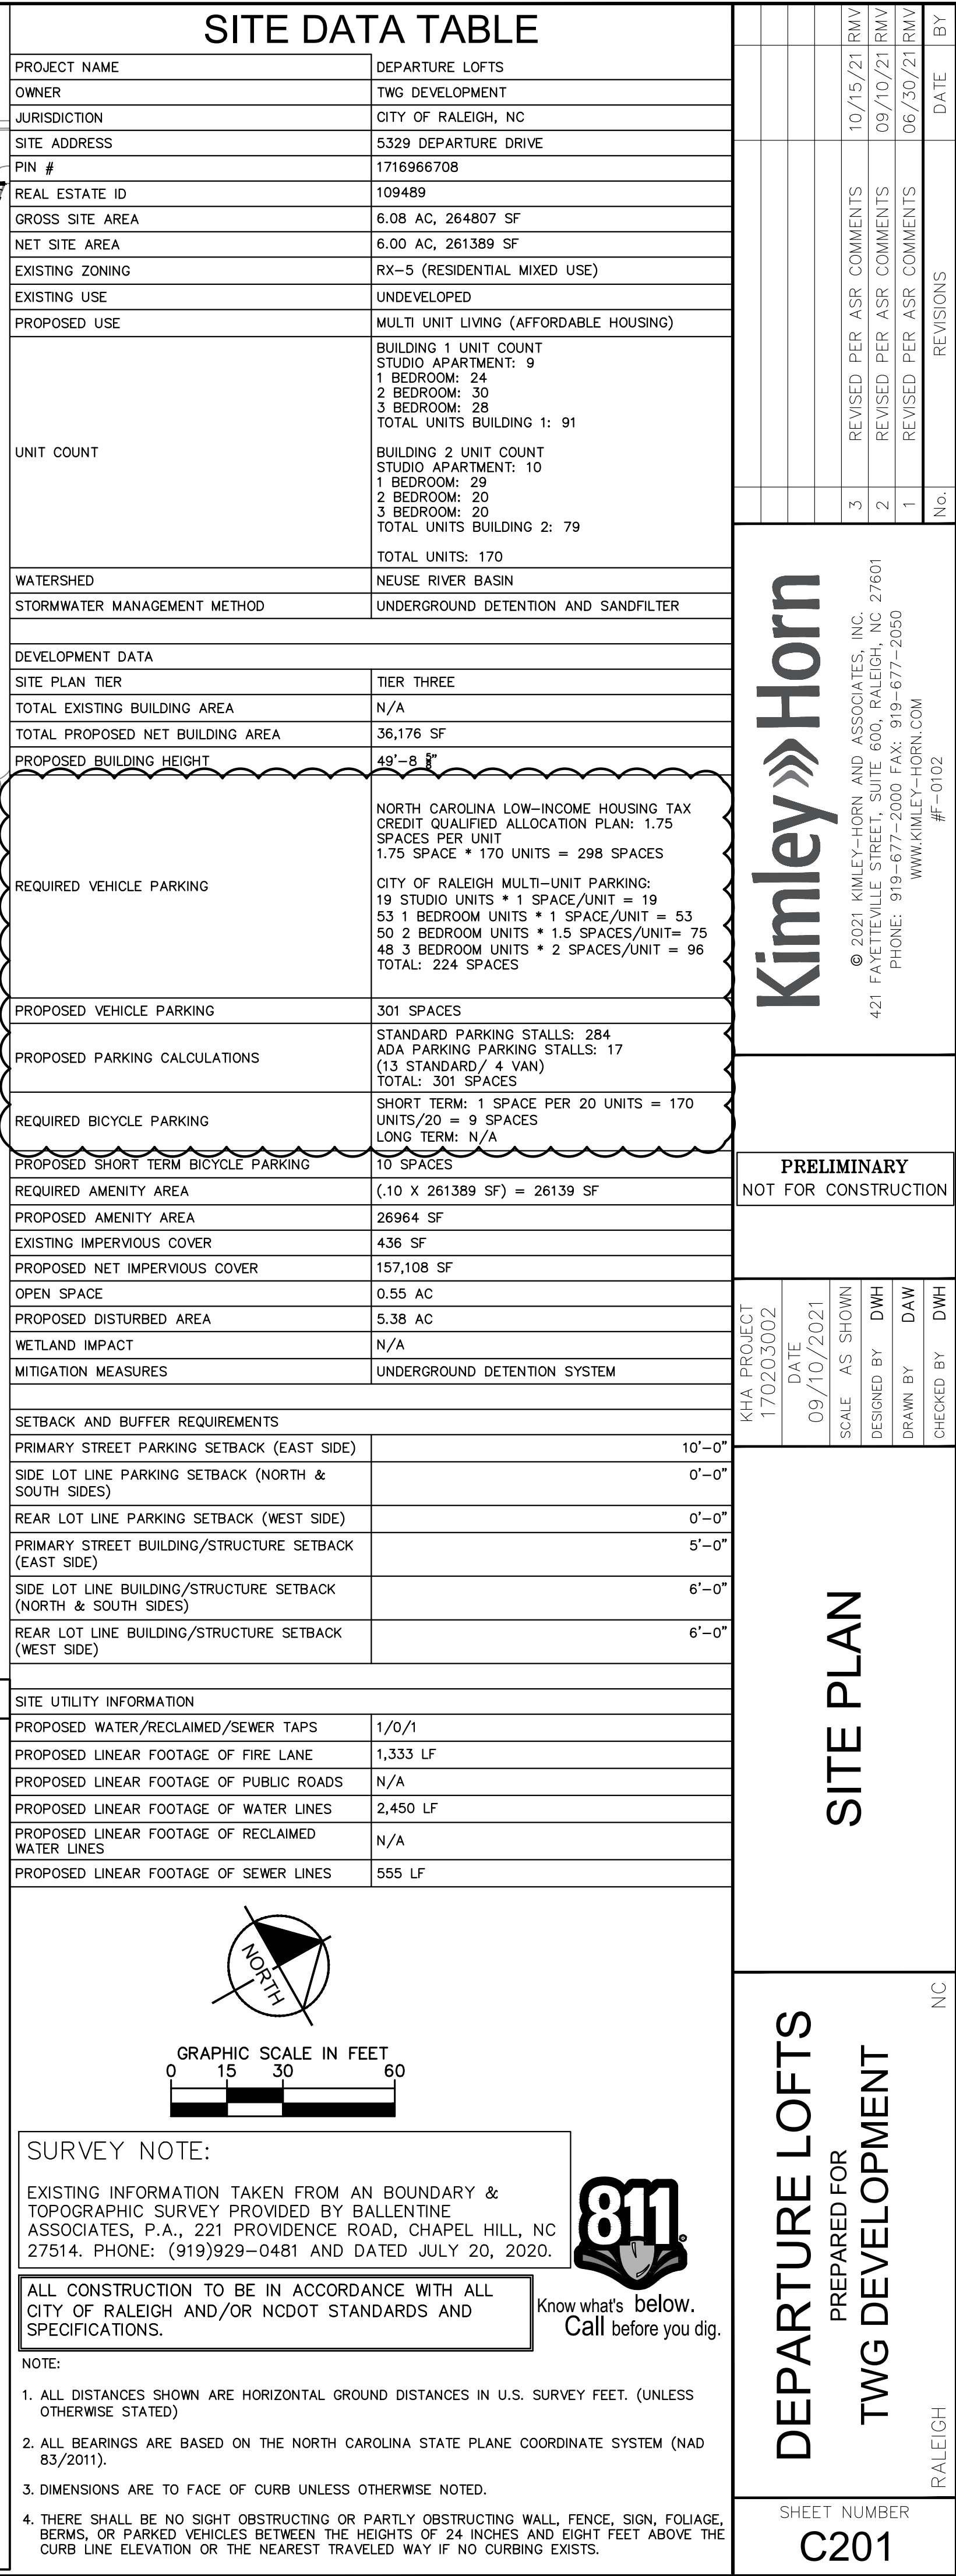 SITE DATA TABLE
PROJECT NAME DEPARTURE LOFTS
OWNER TWG DEVELOPMENT
JURISDICTION CITY OF RALEIGH, NC
SITE ADDRESS 5329 DEPARTURE DRIVE
PIN # 1716966708
REAL ESTATE ID 109489
GROSS SITE AREA 6.08 AC, 264807 SF
NET SITE AREA 6.00 AC, 261389 SF
EXISTING ZONING RX-5 (RESIDENTIAL MIXED USE)
EXISTING USE UNDEVELOPED
PROPOSED USE MULTI UNIT LIVING (AFFORDABLE HOUSING)
UNIT COUNT
BUILDING 1 UNIT COUNT
STUDIO APARTMENT: 9
1 BEDROOM: 24
2 BEDROOM: 30
3 BEDROOM: 28
TOTAL UNITS BUILDING 1: 91
BUILDING 2 UNIT COUNT
STUDIO APARTMENT: 10
1 BEDROOM: 29
2 BEDROOM: 20
3 BEDROOM: 20
TOTAL UNITS BUILDING 2: 79
TOTAL UNITS: 170
WATERSHED NEUSE RIVER BASIN
STORMWATER MANAGEMENT METHOD UNDERGROUND DETENTION AND SANDFILTER
DEVELOPMENT DATA
SITE PLAN TIER TIER THREE
TOTAL EXISTING BUILDING AREA N/A
TOTAL PROPOSED NET BUILDING AREA 36,176 SF
PROPOSED BUILDING HEIGHT 49'-8 5/8"
REQUIRED VEHICLE PARKING
NORTH CAROLINA LOW-INCOME HOUSING TAX
CREDIT QUALIFIED ALLOCATION PLAN: 1.75
SPACES PER UNIT
1.75 SPACE * 170 UNITS = 298 SPACES
CITY OF RALEIGH MULTI-UNIT PARKING:
19 STUDIO UNITS * 1 SPACE/UNIT = 19
53 1 BEDROOM UNITS * 1 SPACE/UNIT = 53
50 2 BEDROOM UNITS * 1.5 SPACES/UNIT= 75
48 3 BEDROOM UNITS * 2 SPACES/UNIT = 96
TOTAL: 224 SPACES
PROPOSED VEHICLE PARKING 301 SPACES
PROPOSED PARKING CALCULATIONS
STANDARD PARKING STALLS: 284
ADA PARKING PARKING STALLS: 17
(13 STANDARD/ 4 VAN)
TOTAL: 301 SPACES
REQUIRED BICYCLE PARKING
SHORT TERM: 1 SPACE PER 20 UNITS = 170
UNITS/20 = 9 SPACES
LONG TERM: N/A
PROPOSED SHORT TERM BICYCLE PARKING 10 SPACES
REQUIRED AMENITY AREA (.10 X 261389 SF) = 26139 SF
PROPOSED AMENITY AREA 26964 SF
EXISTING IMPERVIOUS COVER 436 SF
PROPOSED NET IMPERVIOUS COVER 157,108 SF
OPEN SPACE 0.55 AC
PROPOSED DISTURBED AREA 5.38 AC
WETLAND IMPACT N/A
MITIGATION MEASURES UNDERGROUND DETENTION SYSTEM
SETBACK AND BUFFER REQUIREMENTS
PRIMARY STREET PARKING SETBACK (EAST SIDE) 10'-0"
SIDE LOT LINE PARKING SETBACK (NORTH & 0'-0"
SOUTH SIDES)
REAR LOT LINE PARKING SETBACK (WEST SIDE) 0'-0"
PRIMARY STREET BUILDING/STRUCTURE SETBACK 5'-0"
(EAST SIDE)
SIDE LOT LINE BUILDING/STRUCTURE SETBACK 6'-0"
(NORTH & SOUTH SIDES)
REAR LOT LINE BUILDING/STRUCTURE SETBACK 6'-0"
(WEST SIDE)
SITE UTILITY INFORMATION
PROPOSED WATER/RECLAIMED/SEWER TAPS 1/0/1
PROPOSED LINEAR FOOTAGE OF FIRE LANE 1,333 LF
PROPOSED LINEAR FOOTAGE OF PUBLIC ROADS N/A
PROPOSED LINEAR FOOTAGE OF WATER LINES 2,450 LF
PROPOSED LINEAR FOOTAGE OF RECLAIMED
WATER LINES N/A
PROPOSED LINEAR FOOTAGE OF SEWER LINES 555 LF
NORTH
GRAPHIC SCALE IN FEET
0 15 30 60
SURVEY NOTE:
EXISTING INFORMATION TAKEN FROM AN BOUNDARY &
TOPOGRAPHIC SURVEY PROVIDED BY BALLENTINE
ASSOCIATES, P.A., 221 PROVIDENCE ROAD, CHAPEL HILL, NC
27514. PHONE: (919)929-0481 AND DATED JULY 20, 2020.
ALL CONSTRUCTION TO BE IN ACCORDANCE WITH ALL
CITY OF RALEIGH AND/OR NCDOT STANDARDS AND
SPECIFICATIONS.
811
Know what's below.
Call before you dig.
NOTE:
1. ALL DISTANCES SHOWN ARE HORIZONTAL GROUND DISTANCES IN U.S. SURVEY FEET. (UNLESS
OTHERWISE STATED)
2. ALL BEARINGS ARE BASED ON THE NORTH CAROLINA STATE PLANE COORDINATE SYSTEM (NAD
83/2011).
3. DIMENSIONS ARE TO FACE OF CURB UNLESS OTHERWISE NOTED.
4. THERE SHALL BE NO SIGHT OBSTRUCTING OR PARTLY OBSTRUCTING WALL, FENCE, SIGN, FOLIAGE,
BERMS, OR PARKED VEHICLES BETWEEN THE HEIGHTS OF 24 INCHES AND EIGHT FEET ABOVE THE
CURB LINE ELEVATION OR THE NEAREST TRAVELED WAY IF NO CURBING EXISTS.
3 REVISED PER ASR COMMENTS 10/15/21 RMV
2 REVISED PER ASR COMMENTS 09/10/21 RMV
1 REVISED PER ASR COMMENTS 06/30/21 RMV
No. REVISIONS DATE BY
Kimley»Horn
© 2021 KIMLEY-HORN AND ASSOCIATES, INC.
421 FAYETTEVILLE STREET, SUITE 600, RALEIGH, NC 27601
PHONE: 919-677-2000 FAX: 919-677-2050
WWW.KIMLEY-HORN.COM
#F-0102
PRELIMINARY
NOT FOR CONSTRUCTION
KHA PROJECT
170203002
DATE
09/10/2021
SCALE AS SHOWN
DESIGNED BY DWH
DRAWN BY DAW
CHECKED BY DWH
SITE PLAN
DEPARTURE LOFTS
PREPARED FOR
TWG DEVELOPMENT
RALEIGH NC
SHEET NUMBER
C201